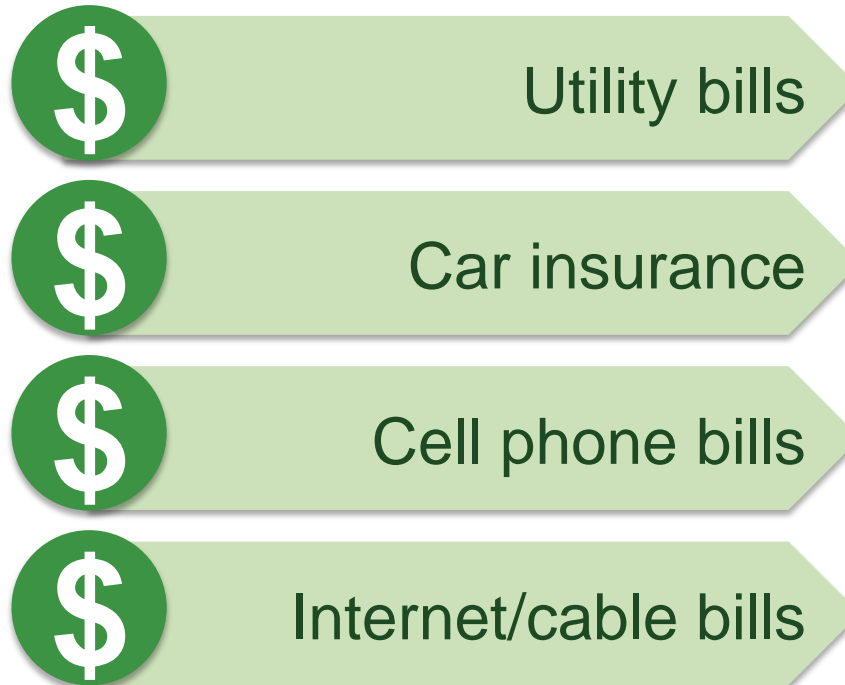 $ Utility bills
$ Car insurance
$ Cell phone bills
$ Internet/cable bills